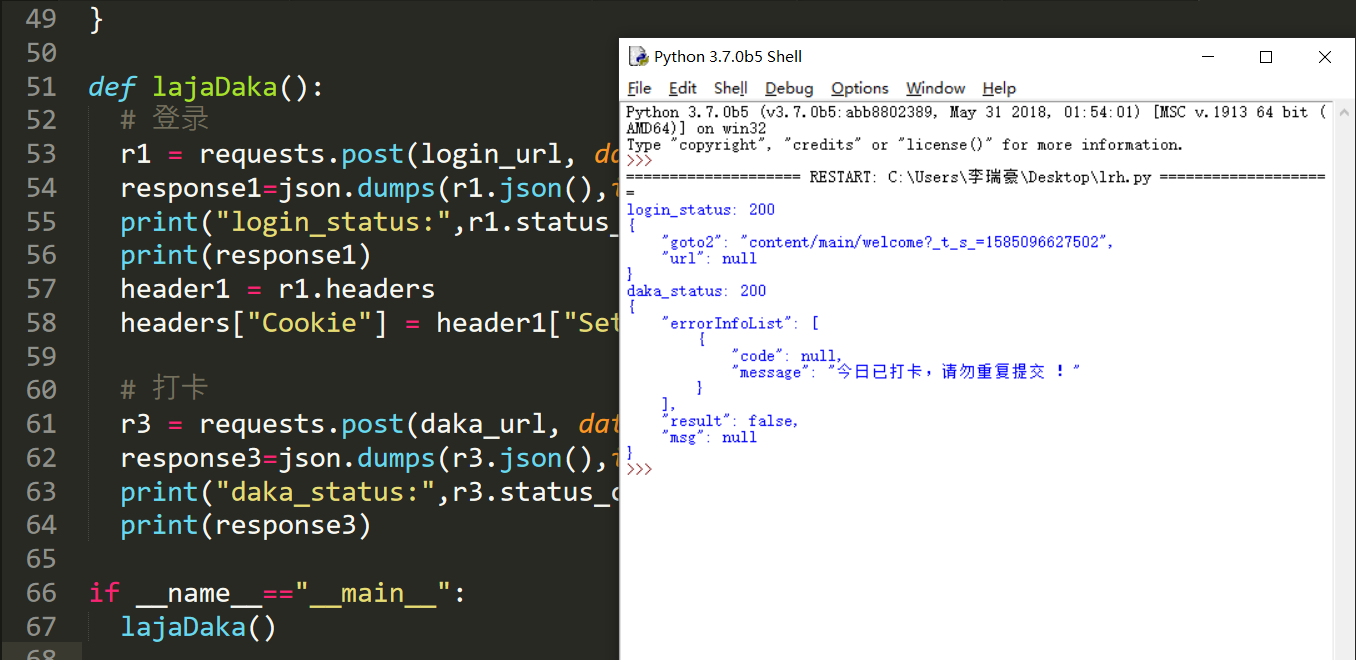 49 }
50
51 def lajaDaka():
52 # 登录
53 r1 = requests.post(login_url, da
54 response1=json.dumps(r1.json(),
55 print("login_status:",r1.status_
56 print(response1)
57 header1 = r1.headers
58 headers["Cookie"] = header1["Set
59
60 # 打卡
61 r3 = requests.post(daka_url, dat
62 response3=json.dumps(r3.json(),
63 print("daka_status:",r3.status_c
64 print(response3)
65
66 if __name__=="__main__":
67 lajaDaka()
68
Python 3.7.0b5 Shell
File Edit Shell Debug Options Window Help
Python 3.7.0b5 (v3.7.0b5:abb8802389, May 31 2018, 01:54:01) [MSC v.1913 64 bit (
AMD64)] on win32
Type "copyright", "credits" or "license()" for more information.
>>>
==================== RESTART: C:\Users\李瑞豪\Desktop\lrh.py ===================
=
login_status: 200
{
"goto2": "content/main/welcome?_t_s_=1585096627502",
"url": null
}
daka_status: 200
{
"errorInfoList": [
{
"code": null,
"message": "今日已打卡，请勿重复提交 ！"
}
],
"result": false,
"msg": null
}
>>>